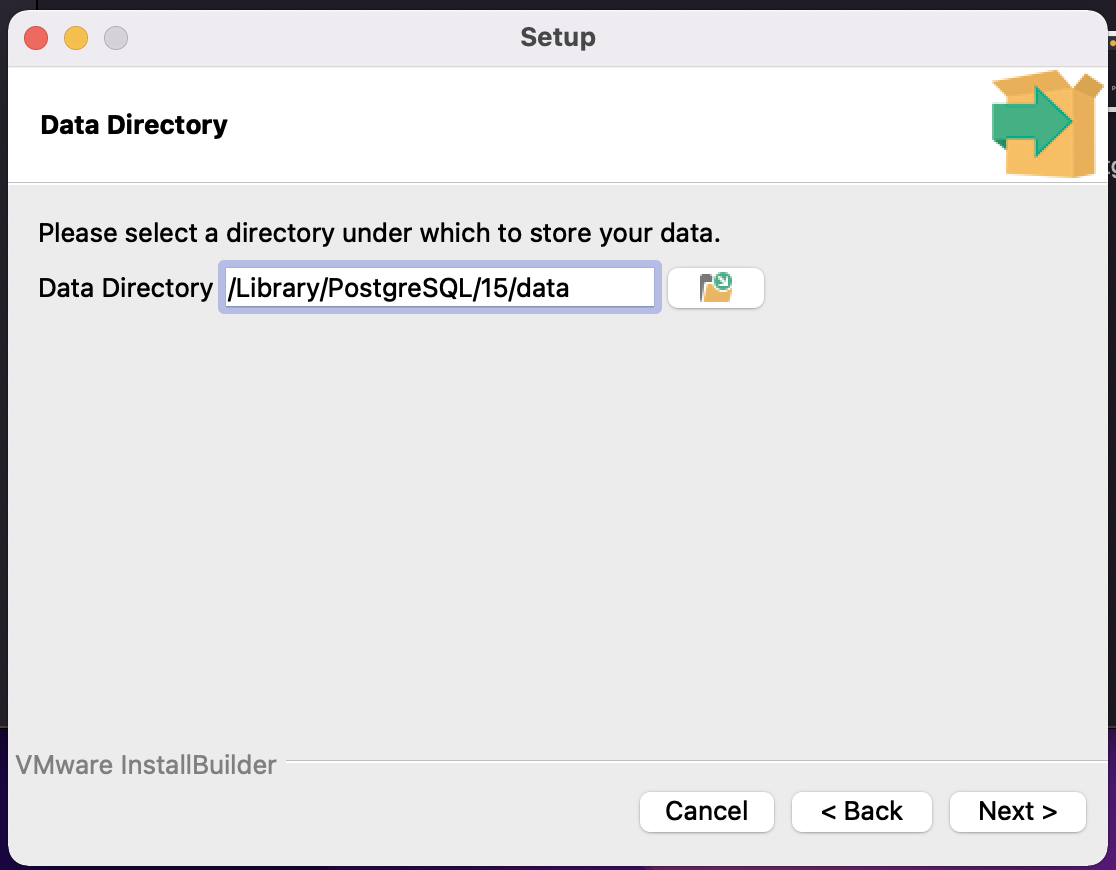 Setup
Data Directory
Please select a directory under which to store your data.
Data Directory /Library/PostgreSQL/15/data
VMware InstallBuilder
Cancel < Back Next >